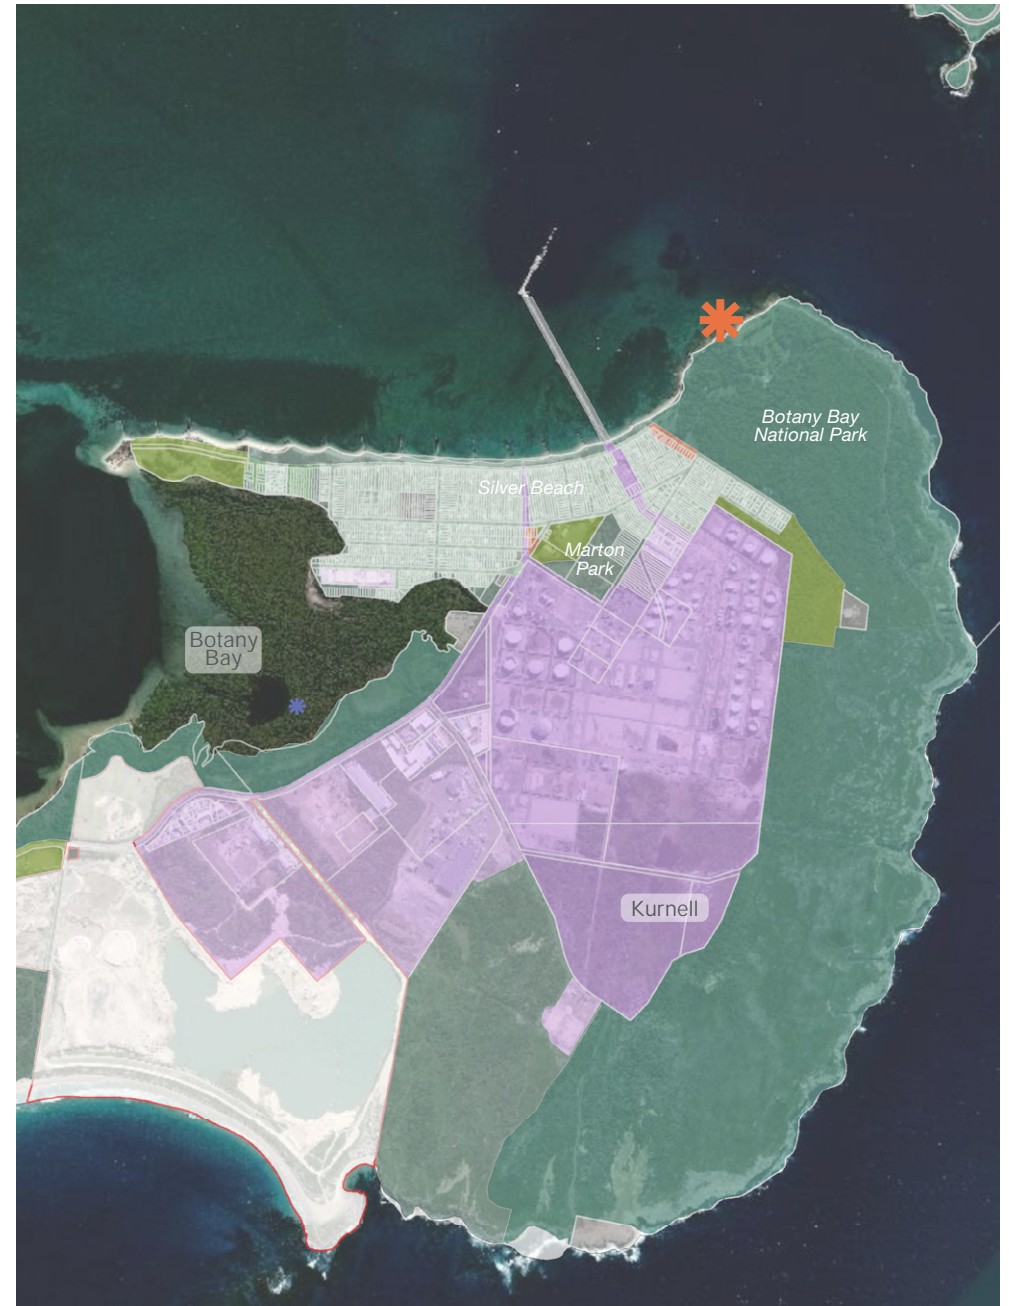 Botany Bay
National Park
Silver Beach
Marton
Park
Botany
Bay
Kurnell